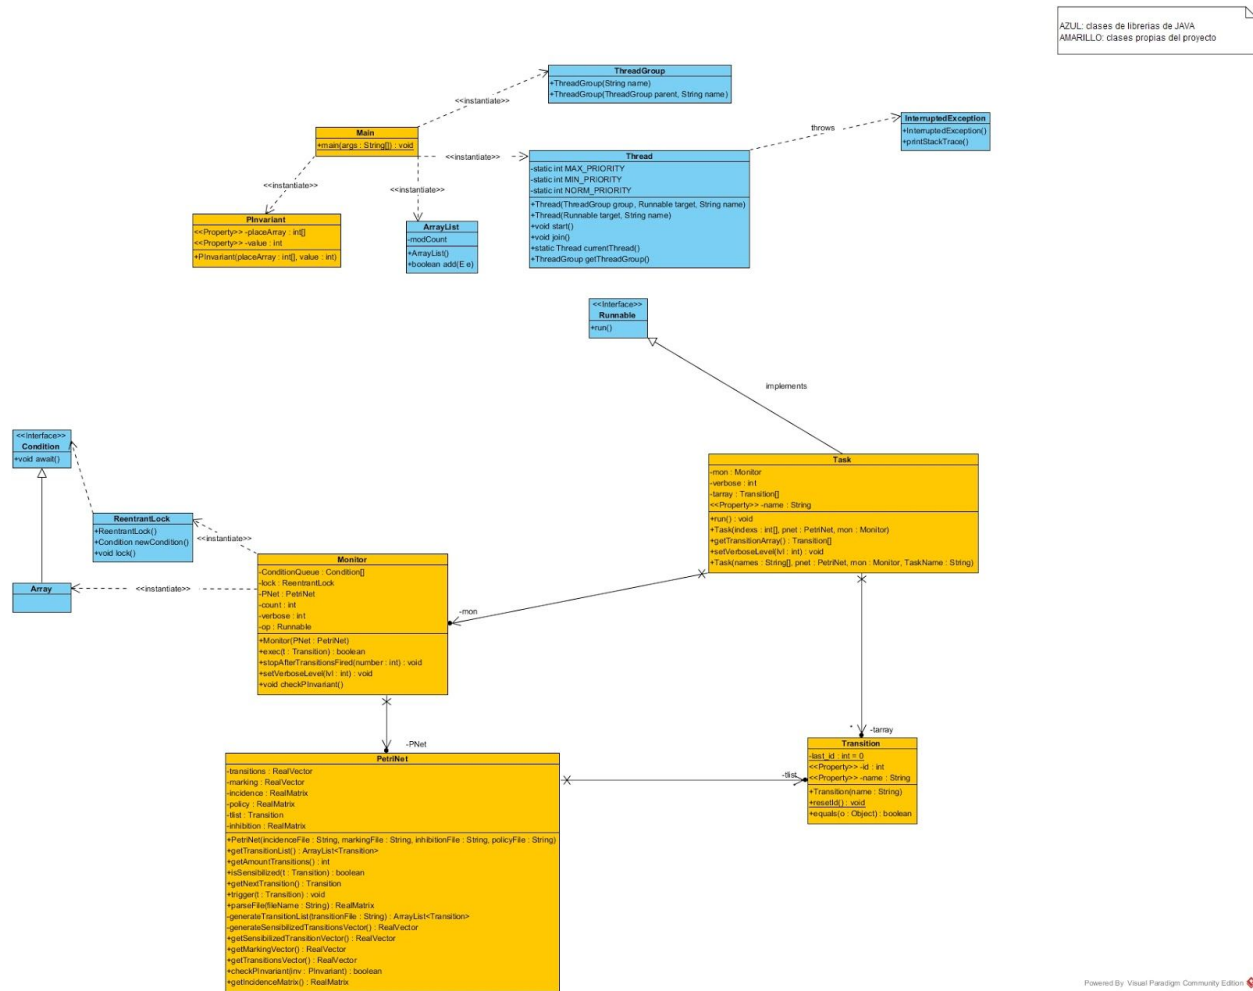 AZUL: clases de librerias de JAVA
AMARILLO: clases propias del proyecto
ThreadGroup
+ThreadGroup(String name)
+ThreadGroup(ThreadGroup parent, String name)
<<instantiate>>
Main
+main(args : String[]) : void
throws
InterruptedException
+InterruptedException()
+printStackTrace()
<<instantiate>>
Thread
-static int MAX_PRIORITY
-static int MIN_PRIORITY
-static int NORM_PRIORITY
+Thread(ThreadGroup group, Runnable target, String name)
+Thread(Runnable target, String name)
+void start()
+void join()
+static Thread currentThread()
+ThreadGroup getThreadGroup()
<<instantiate>>
<<instantiate>>
PInvariant
<<Property>> -placeArray : int[]
<<Property>> -value : int
+PInvariant(placeArray : int[], value : int)
ArrayList
-modCount
+ArrayList()
+boolean add(E e)
<<Interface>>
Runnable
+run()
implements
<<Interface>>
Condition
+void await()
Task
-mon : Monitor
-verbose : int
-tarray : Transition[]
<<Property>> -name : String
+run() : void
+Task(indexs : int[], pnet : PetriNet, mon : Monitor)
+getTransitionArray() : Transition[]
+setVerboseLevel(lvl : int) : void
+Task(names : String[], pnet : PetriNet, mon : Monitor, TaskName : String)
ReentrantLock
+ReentrantLock()
+Condition newCondition()
+void lock()
<<instantiate>>
Array
<<instantiate>>
Monitor
-ConditionQueue : Condition[]
-lock : ReentrantLock
-PNet : PetriNet
-count : int
-verbose : int
-op : Runnable
+Monitor(PNet : PetriNet)
+exec(t : Transition) : boolean
+stopAfterTransitionsFired(number : int) : void
+setVerboseLevel(lvl : int) : void
+void checkPInvariant()
-mon
-PNet
* -tarray
PetriNet
-transitions : RealVector
-marking : RealVector
-incidence : RealMatrix
-policy : RealMatrix
-tlist : Transition
-inhibition : RealMatrix
+PetriNet(incidenceFile : String, markingFile : String, inhibitionFile : String, policyFile : String)
+getTransitionList() : ArrayList<Transition>
+getAmountTransitions() : int
+isSensibilized(t : Transition) : boolean
+getNextTransition() : Transition
+trigger(t : Transition) : void
+parseFile(fileName : String) : RealMatrix
-generateTransitionList(transitionFile : String) : ArrayList<Transition>
-generateSensibilizedTransitionsVector() : RealVector
+getSensibilizedTransitionVector() : RealVector
+getMarkingVector() : RealVector
+getTransitionsVector() : RealVector
+checkPInvariant(inv : PInvariant) : boolean
+getIncidenceMatrix() : RealMatrix
-tlist
Transition
-last_id : int = 0
<<Property>> -id : int
<<Property>> -name : String
+Transition(name : String)
+resetId() : void
+equals(o : Object) : boolean
Powered By Visual Paradigm Community Edition